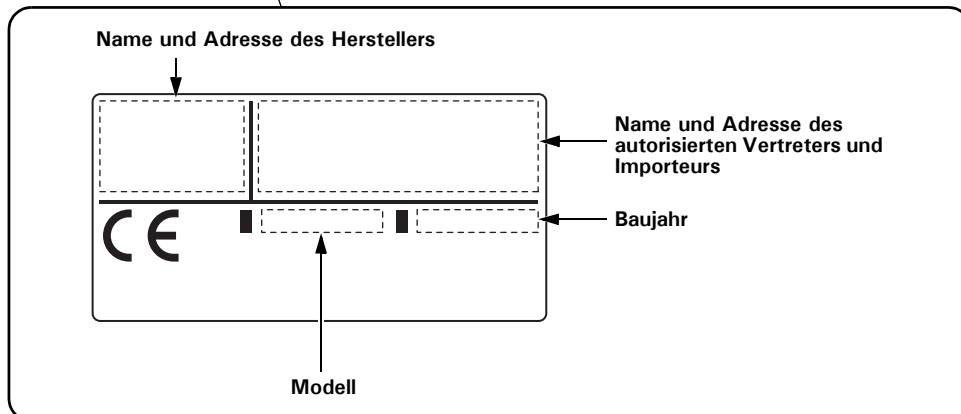 Name und Adresse des Herstellers
Name und Adresse des
autorisierten Vertreters und
Importeurs
CE
Baujahr
Modell